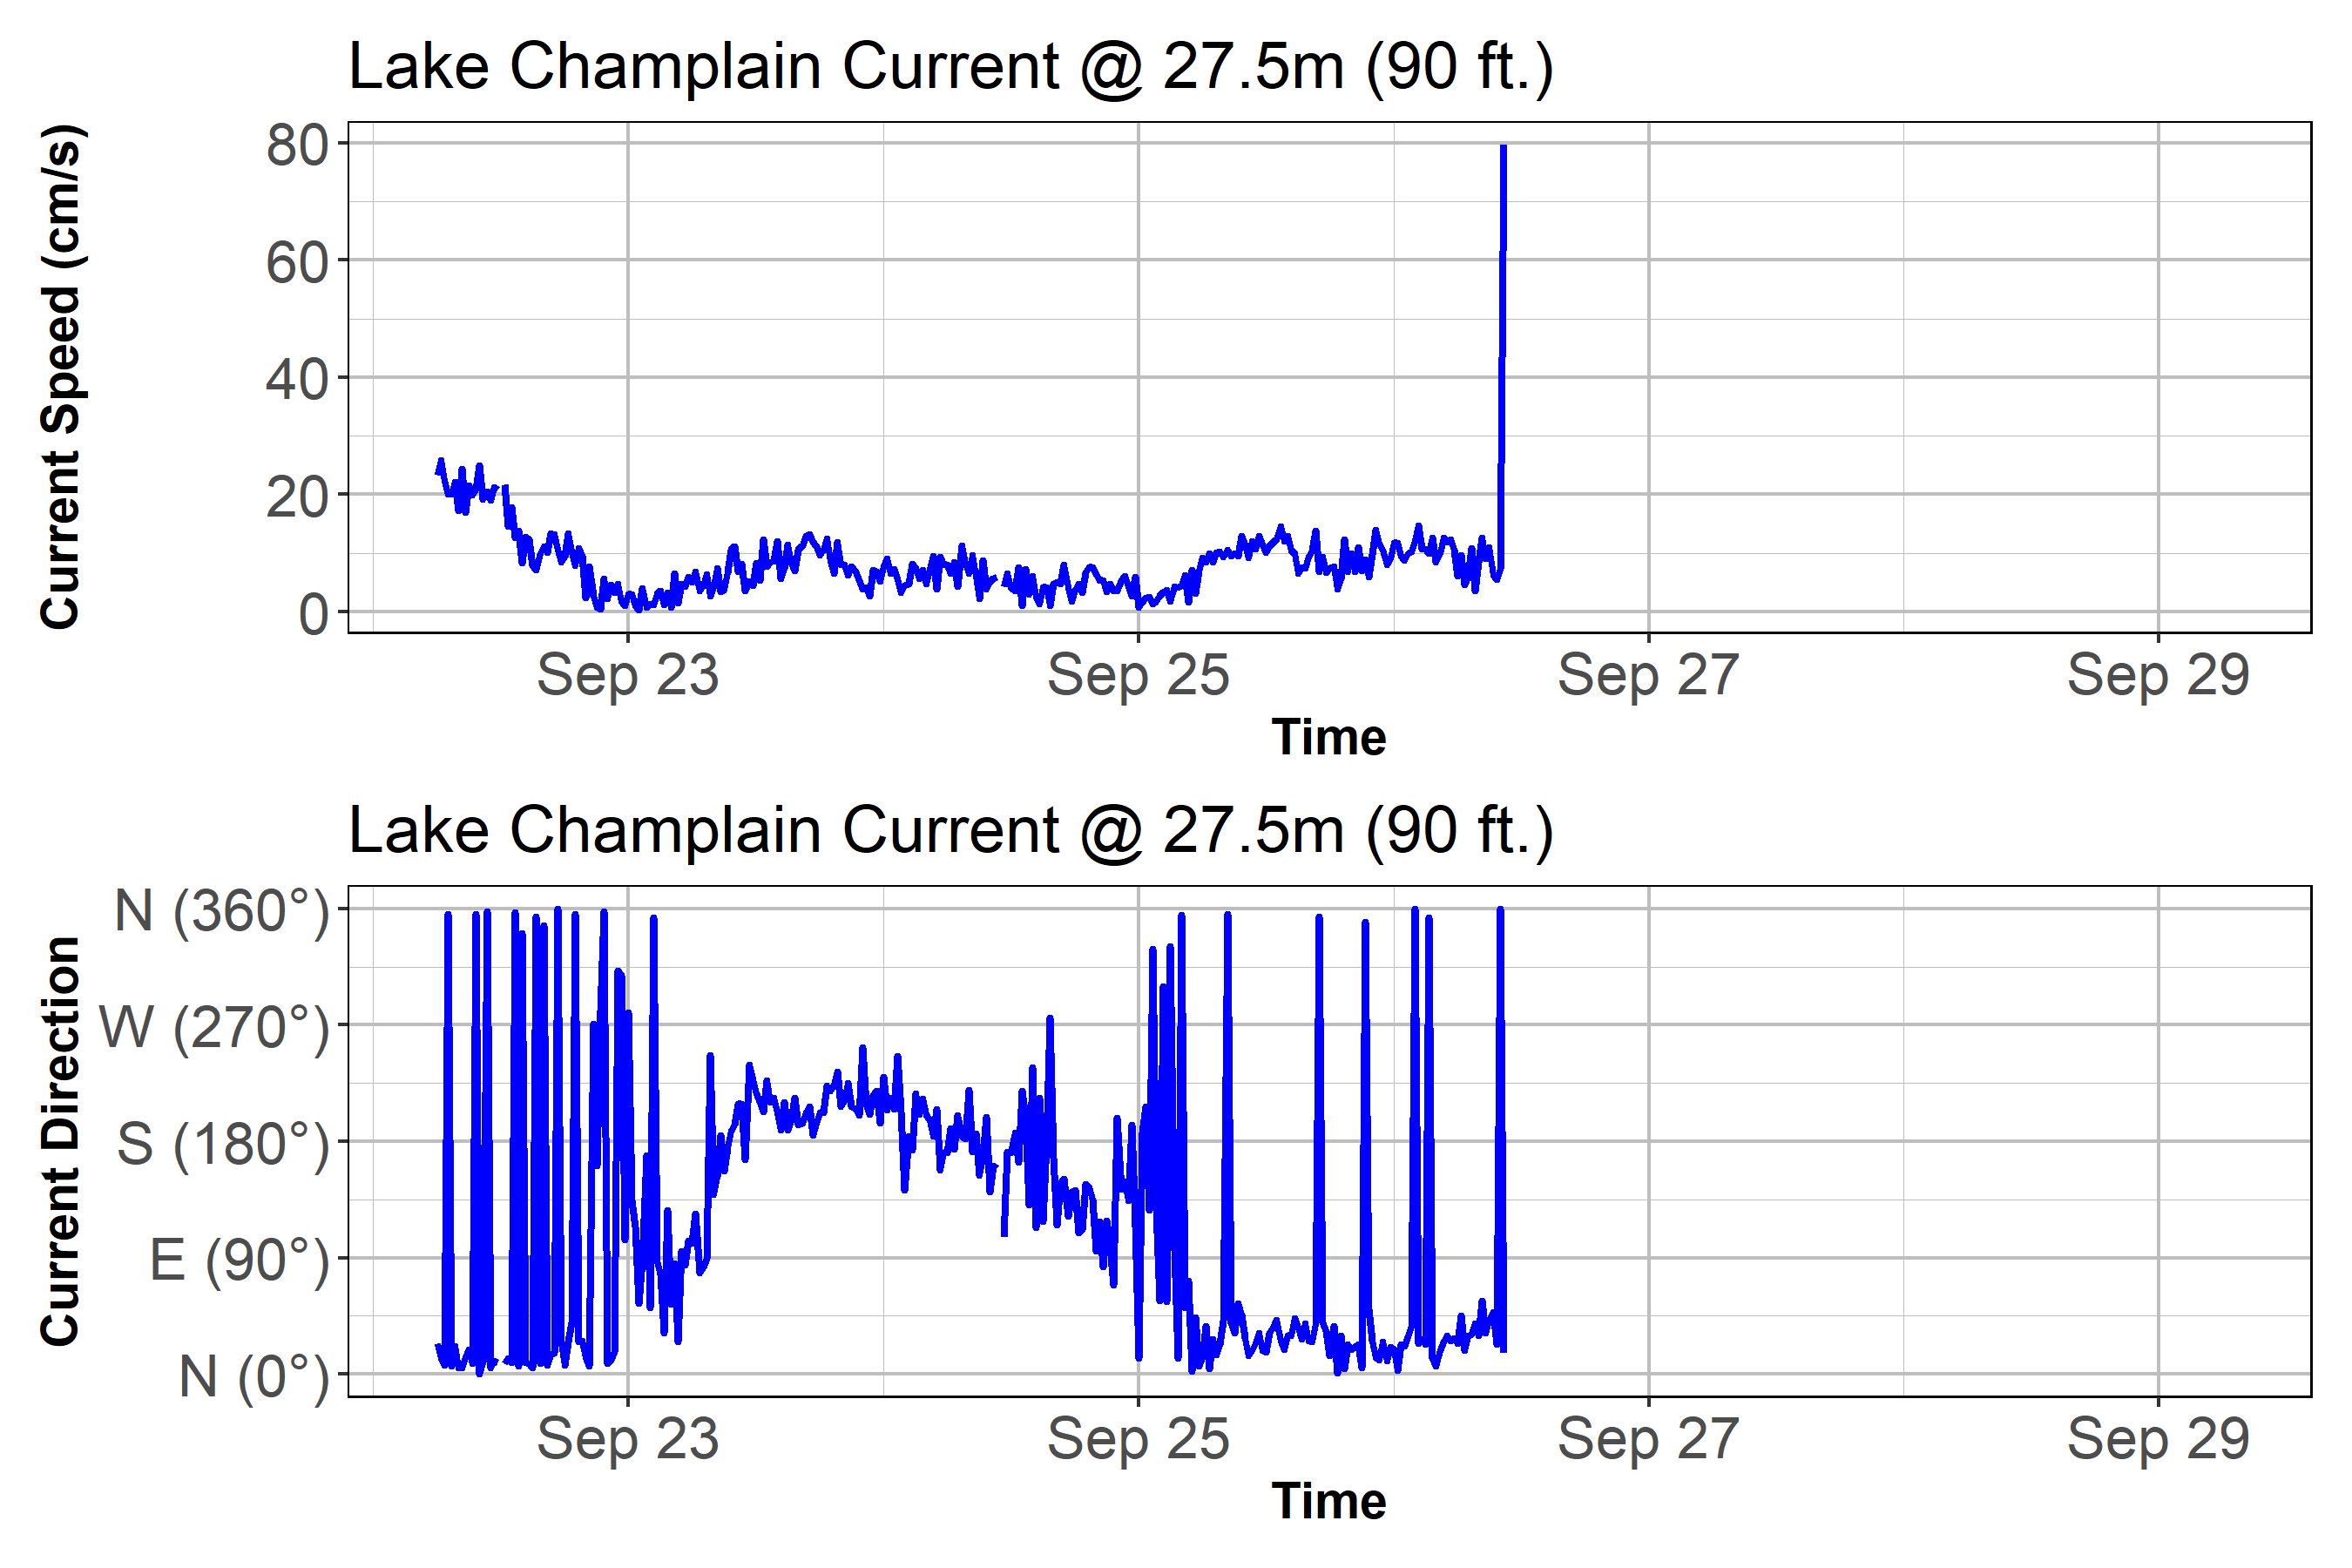 Lake Champlain Current @ 27.5m (90 ft.)
Current Speed (cm/s)
80
60
40
20
0
Sep 23 Sep 25 Sep 27 Sep 29
Time
Lake Champlain Current @ 27.5m (90 ft.)
Current Direction
N (360°)
W (270°)
S (180°)
E (90°)
N (0°)
Sep 23 Sep 25 Sep 27 Sep 29
Time